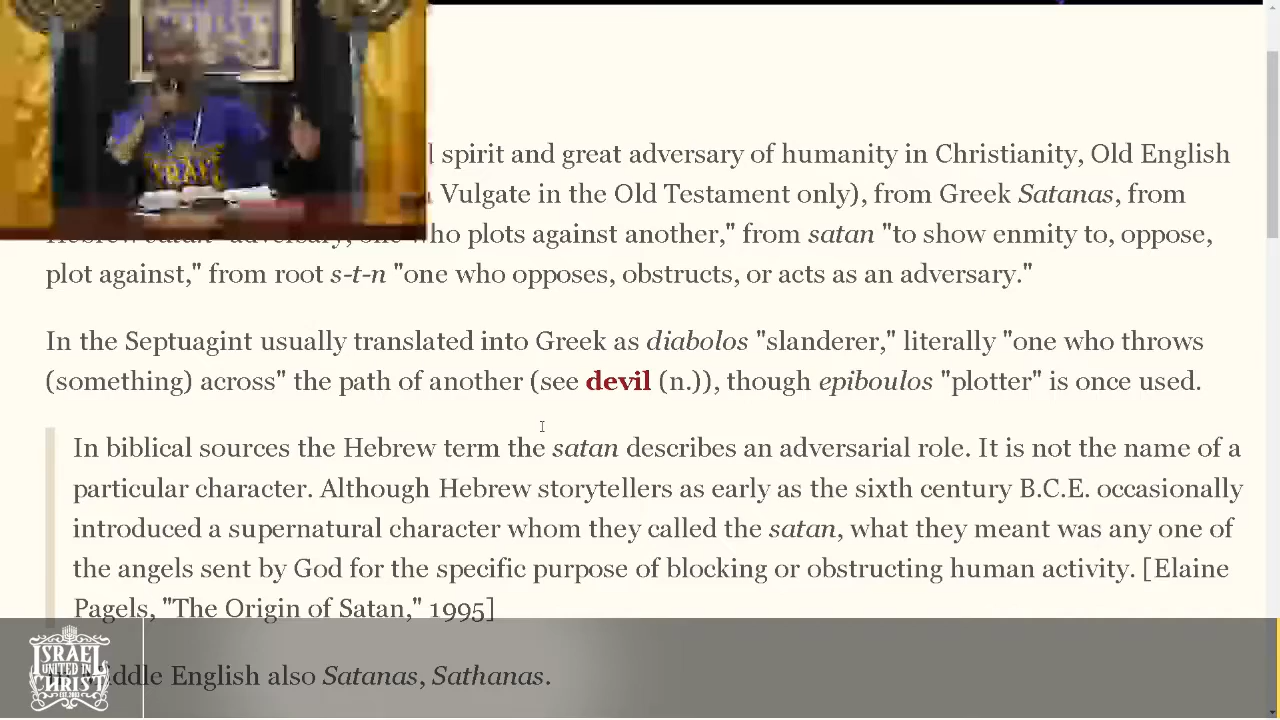 spirit and great adversary of humanity in Christianity, Old English
Vulgate in the Old Testament only), from Greek Satanas, from
who plots against another," from satan "to show enmity to, oppose,
plot against," from root s-t-n "one who opposes, obstructs, or acts as an adversary."
In the Septuagint usually translated into Greek as diabolos "slanderer," literally "one who throws
(something) across" the path of another (see devil (n.)), though epiboulos "plotter" is once used.
In biblical sources the Hebrew term the satan describes an adversarial role. It is not the name of a
particular character. Although Hebrew storytellers as early as the sixth century B.C.E. occasionally
introduced a supernatural character whom they called the satan, what they meant was any one of
the angels sent by God for the specific purpose of blocking or obstructing human activity. [Elaine
Pagels, "The Origin of Satan," 1995]
English also Satanas, Sathanas.
ISRAEL
UNITED IN
CHRIST
EST. 2003